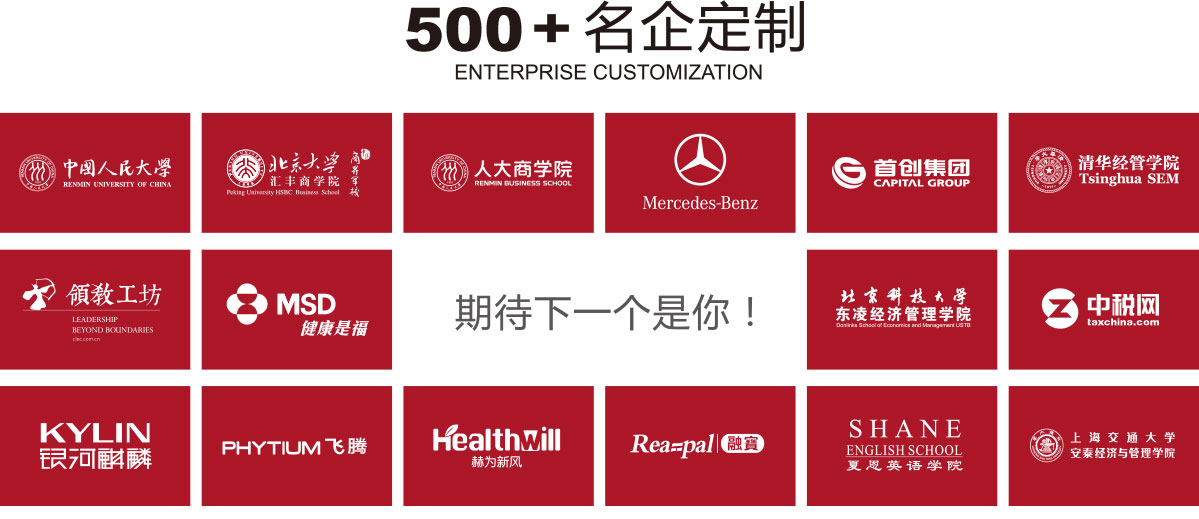 500+ 名企定制
ENTERPRISE CUSTOMIZATION
中国人民大学
RENMIN UNIVERSITY OF CHINA
北京大学
汇丰商学院
Peking University HSBC Business School
人大商学院
RENMIN BUSINESS SCHOOL
Mercedes-Benz
首创集团
CAPITAL GROUP
清华经管学院
Tsinghua SEM
領教工坊
LEADERSHIP
BEYOND BOUNDARIES
clec.com.cn
MSD
健康是福
期待下一个是你！
北京科技大学
东凌经济管理学院
Donlinks School of Economics and Management USTB
中税网
taxchina.com
KYLIN
银河麒麟
PHYTIUM 飞腾
Healthwill
赫为新风
Reapal 融寶
SHANE
ENGLISH SCHOOL
夏恩英语学院
上海交通大学
安泰经济与管理学院